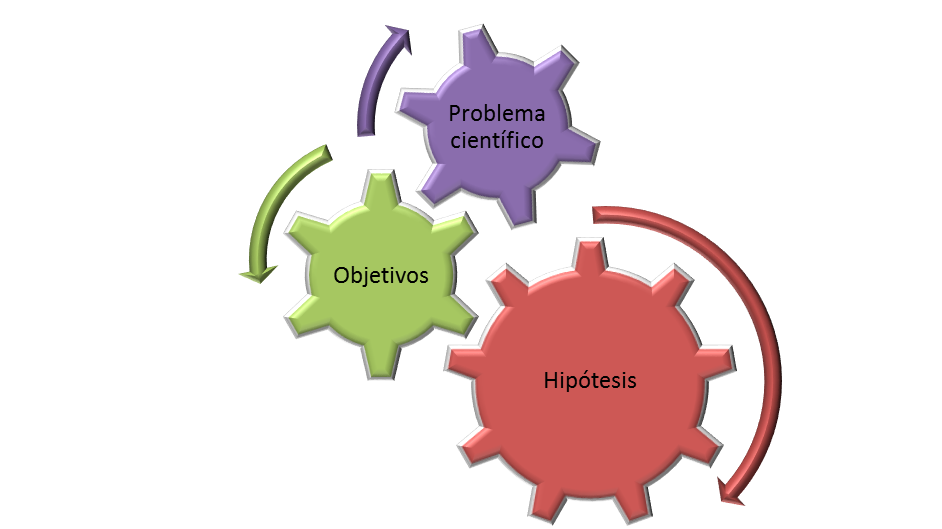 Problema
científico
Objetivos
Hipótesis